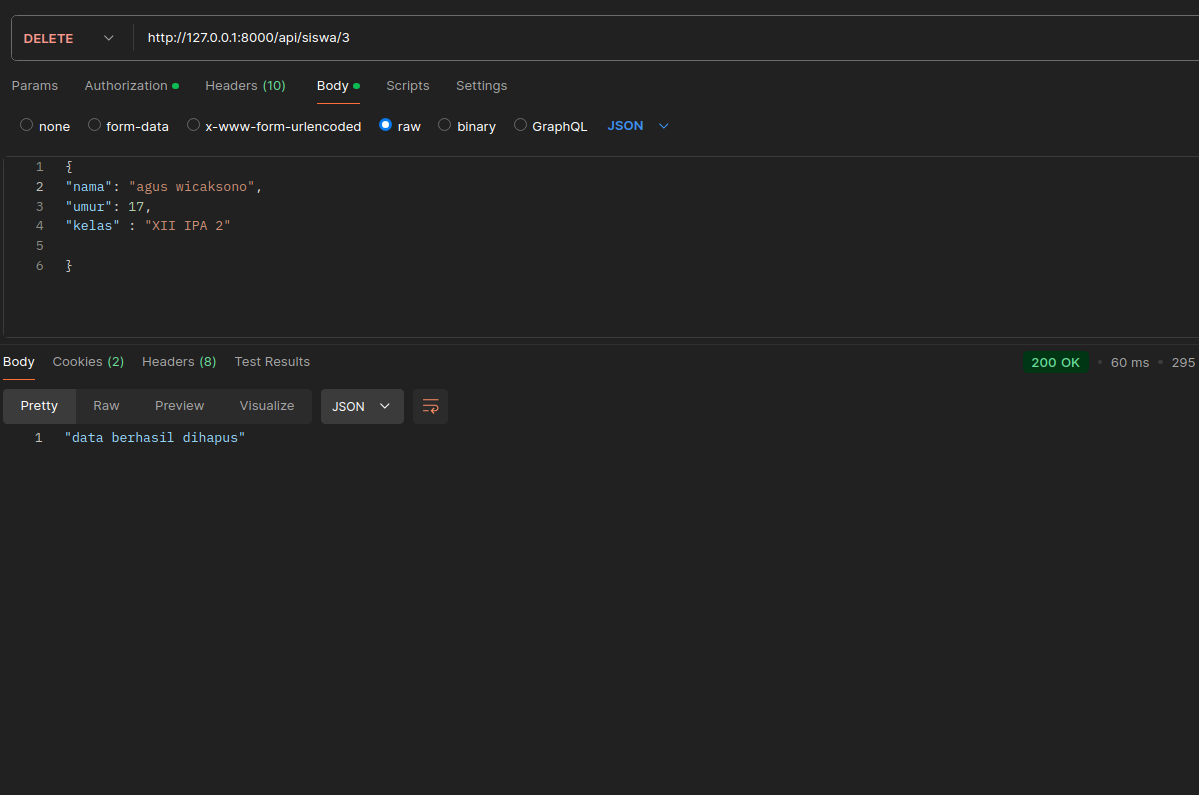 DELETE http://127.0.0.1:8000/api/siswa/3
Params Authorization Headers (10) Body Scripts Settings
none form-data x-www-form-urlencoded raw binary GraphQL JSON
1 {
2 "nama": "agus wicaksono",
3 "umur": 17,
4 "kelas" : "XII IPA 2"
5
6 }
Body Cookies (2) Headers (8) Test Results 200 OK • 60 ms • 295
Pretty Raw Preview Visualize JSON
1 "data berhasil dihapus"